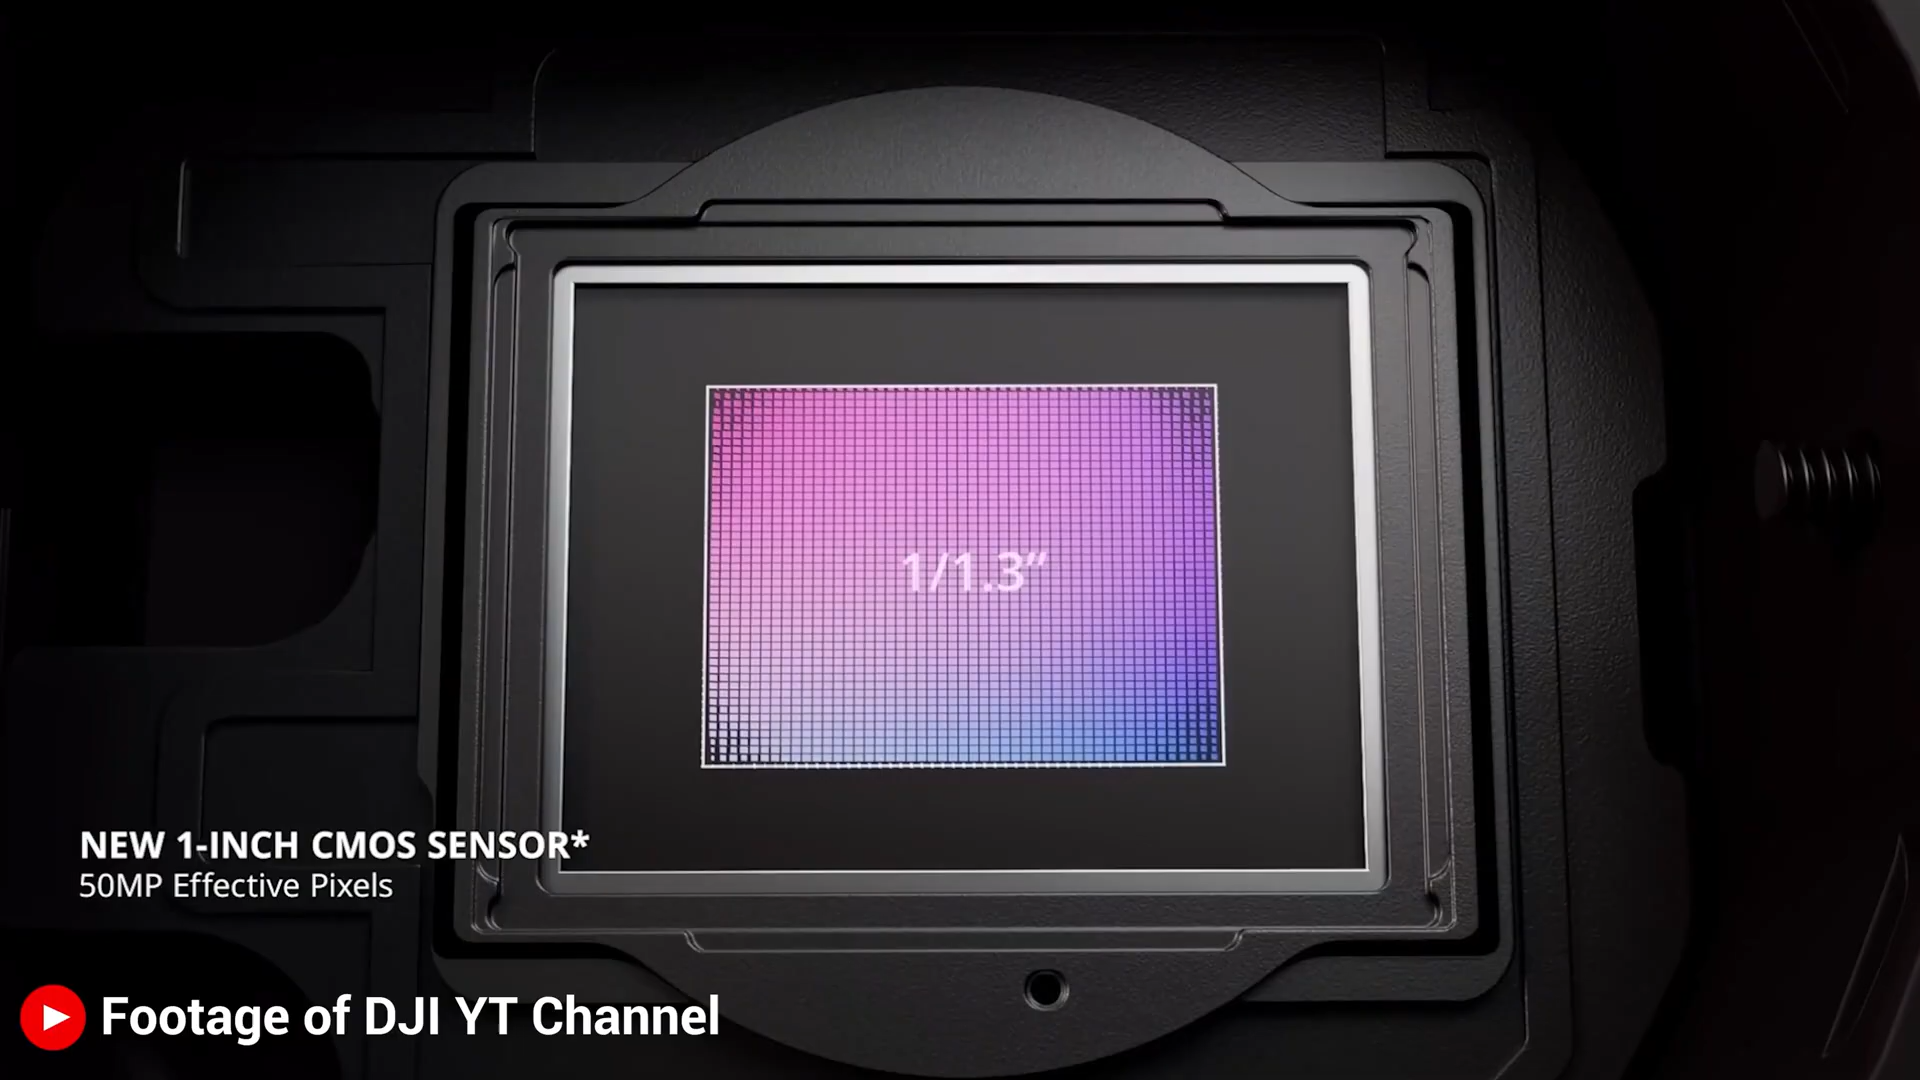 1/1.3"
NEW 1-INCH CMOS SENSOR*
50MP Effective Pixels
Footage of DJI YT Channel